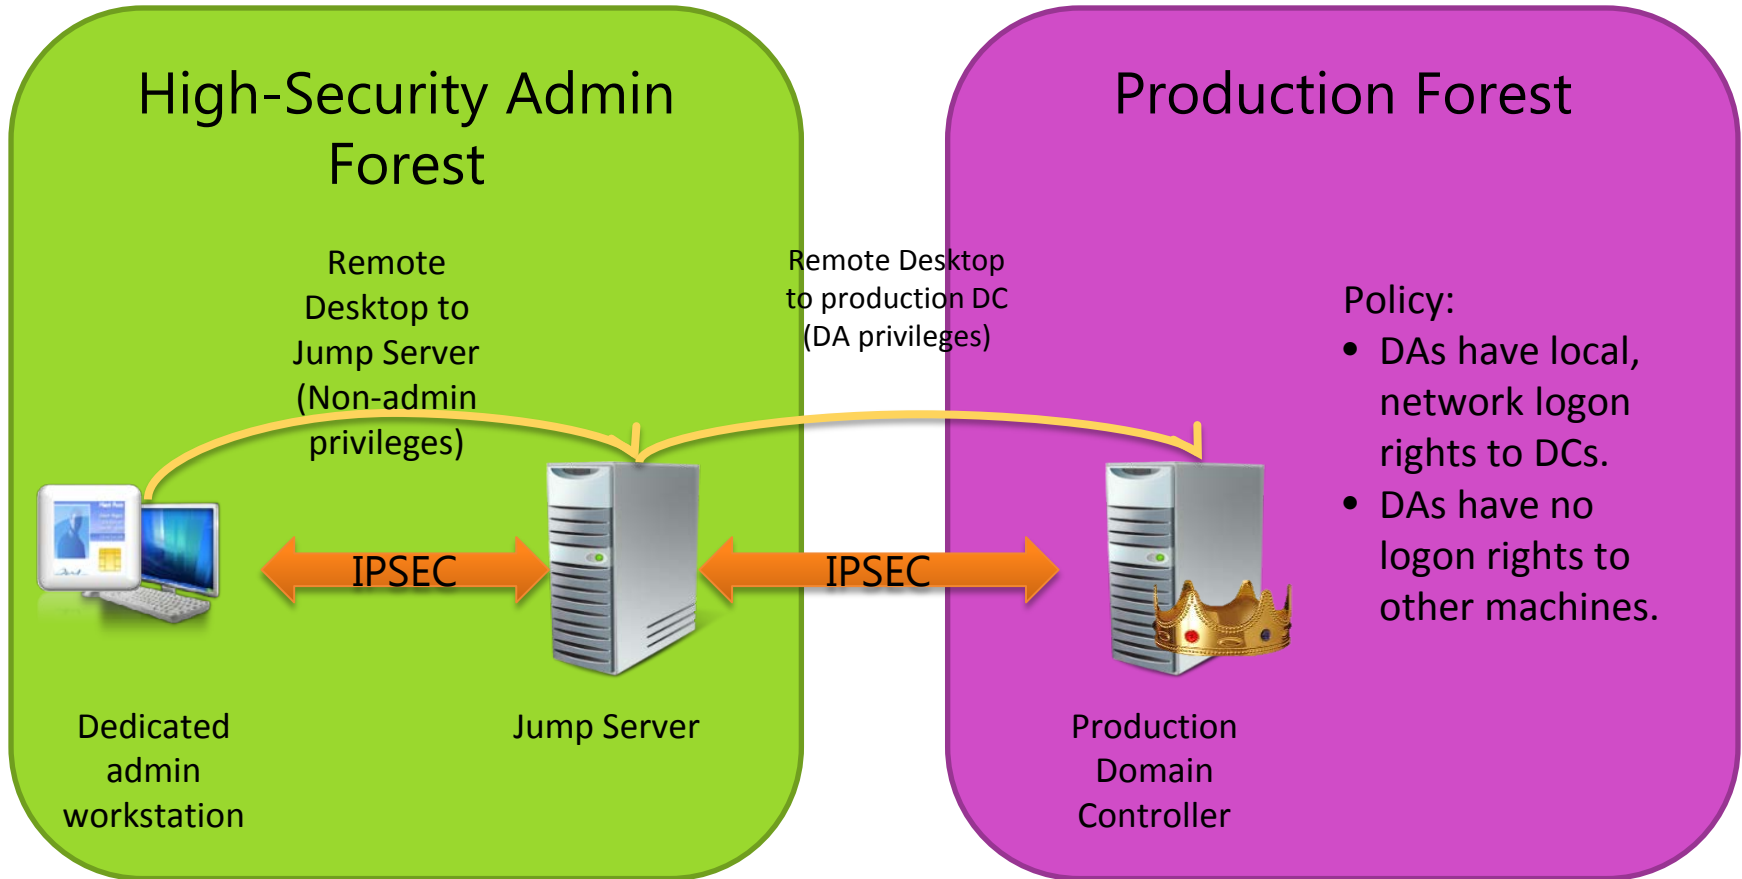 High-Security Admin
Forest
Production Forest
Remote
Desktop to
Jump Server
(Non-admin
privileges)
Remote Desktop
to production DC
(DA privileges)
Policy:
• DAs have local,
network logon
rights to DCs.
• DAs have no
logon rights to
other machines.
IPSEC
IPSEC
Dedicated
admin
workstation
Jump Server
Production
Domain
Controller